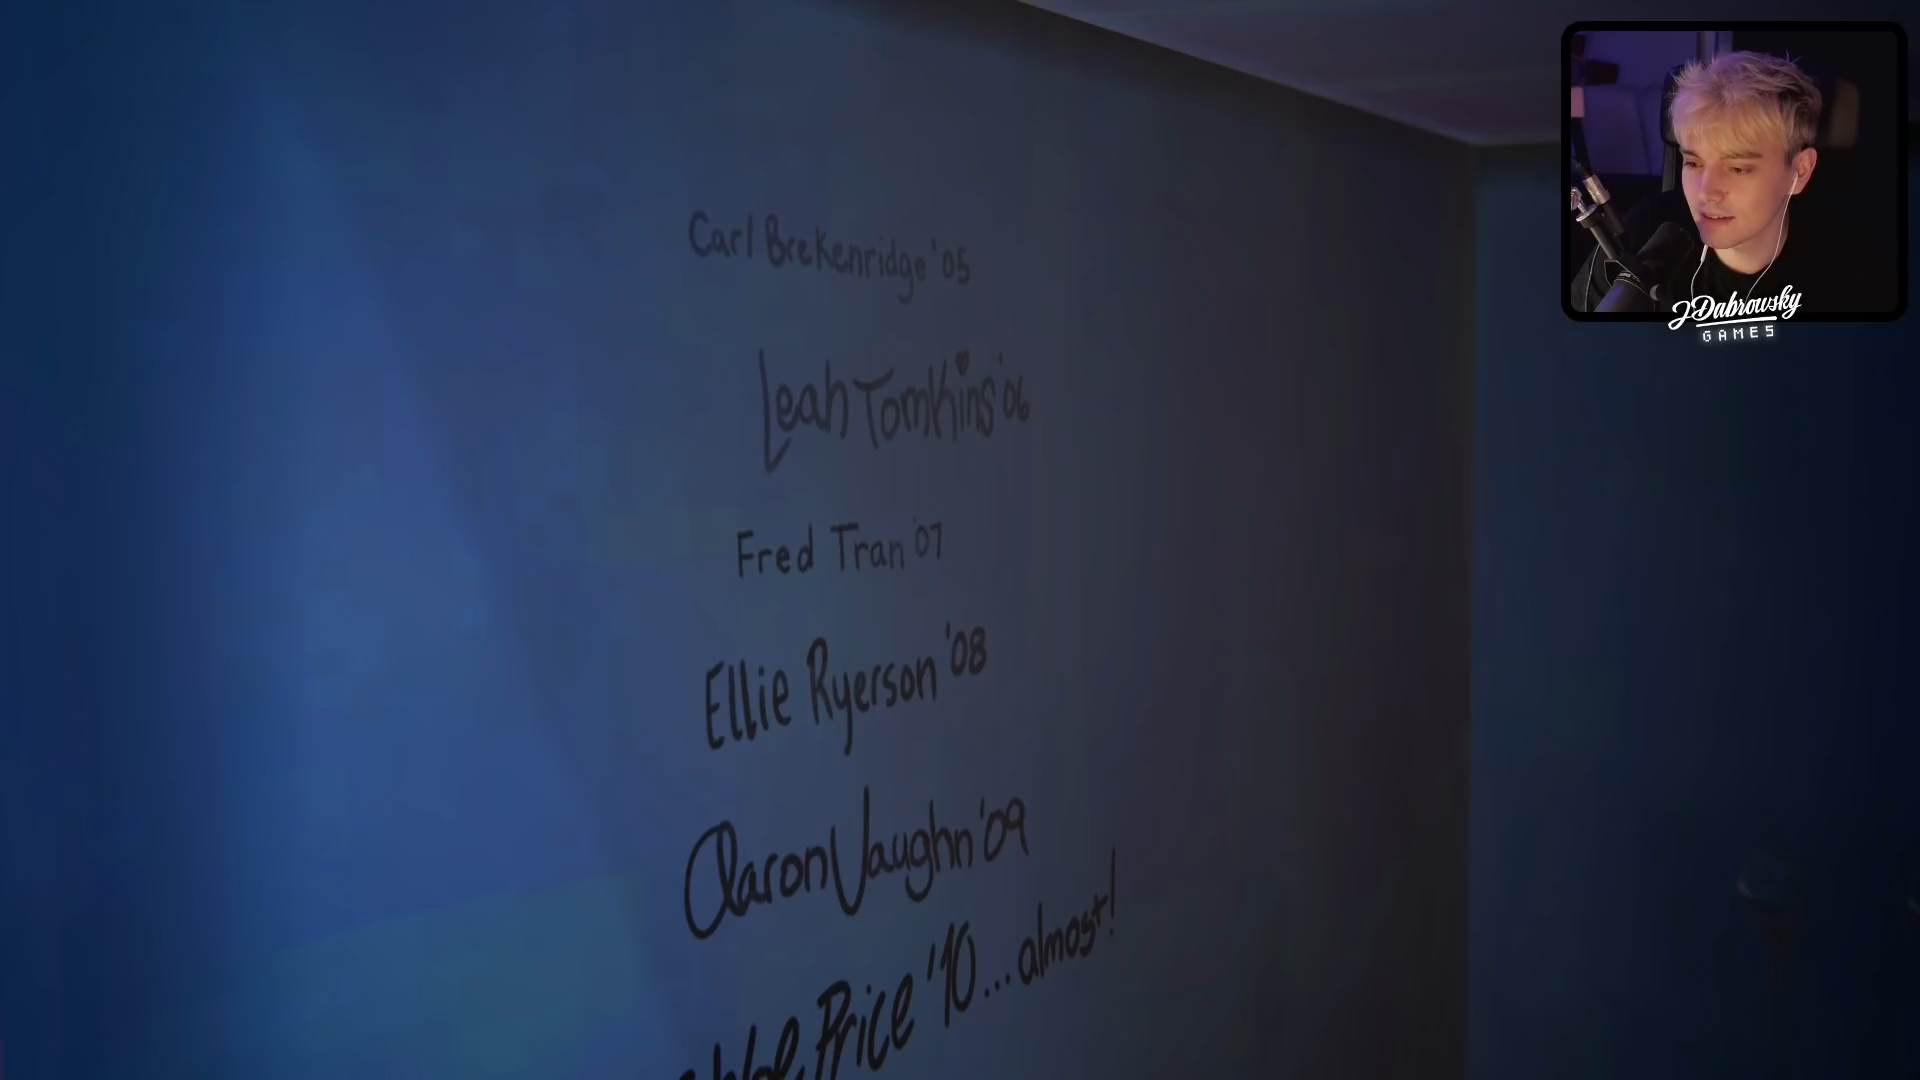 Carl Brekenridge '05
Leah Tomkins '06
Fred Tran '07
Ellie Ryerson '08
Aaron Vaughn '09
Price '10... almost!
JDabrowsky
GAMES